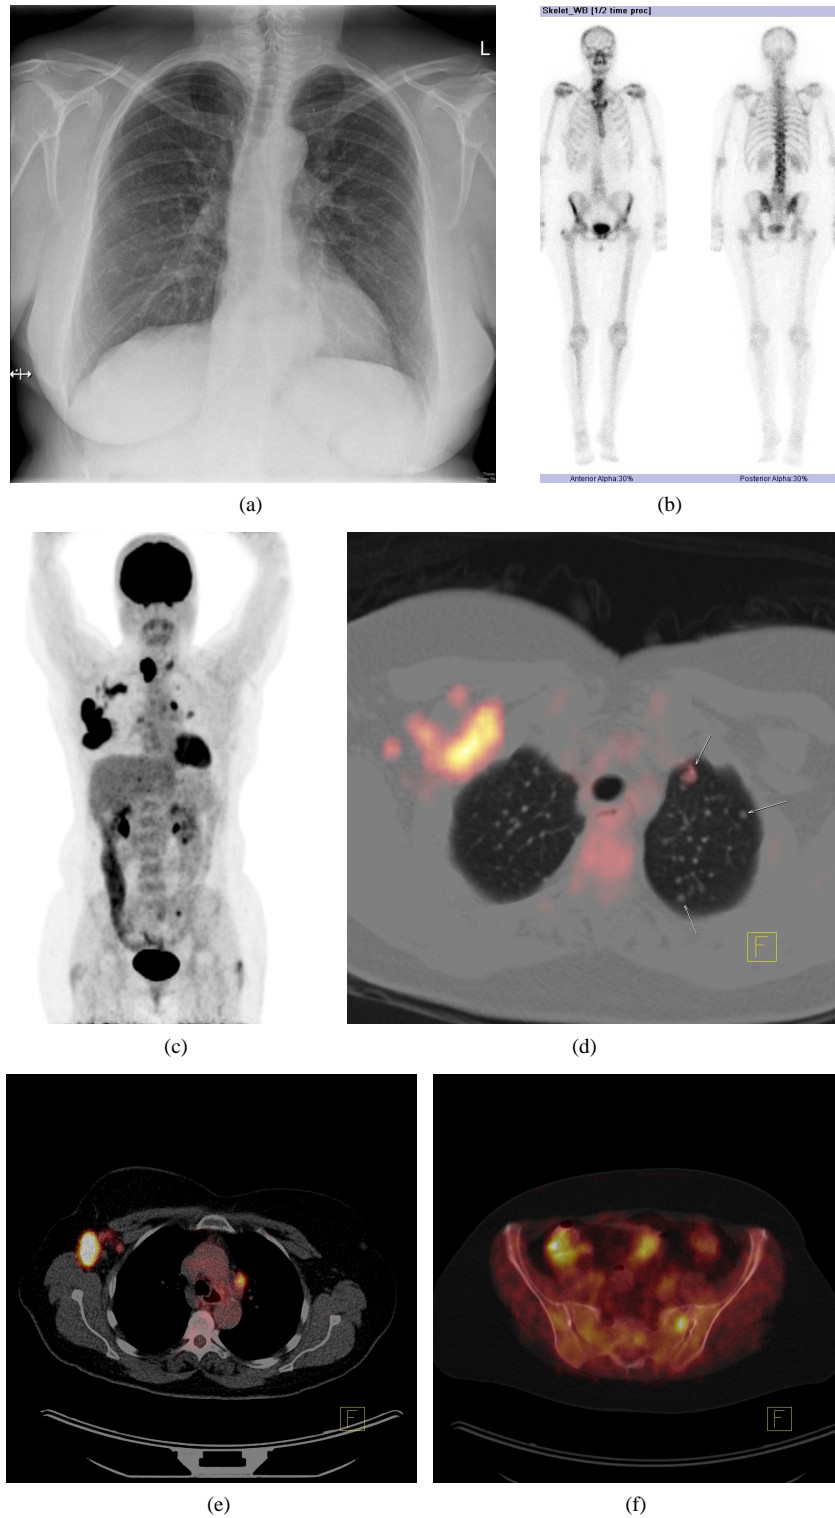 L
Skelet_WB [1/2 time proc]
Anterior Alpha:30%
Posterior Alpha:30%
(a)
(b)
(c)
F
(d)
F
F
(e)
(f)